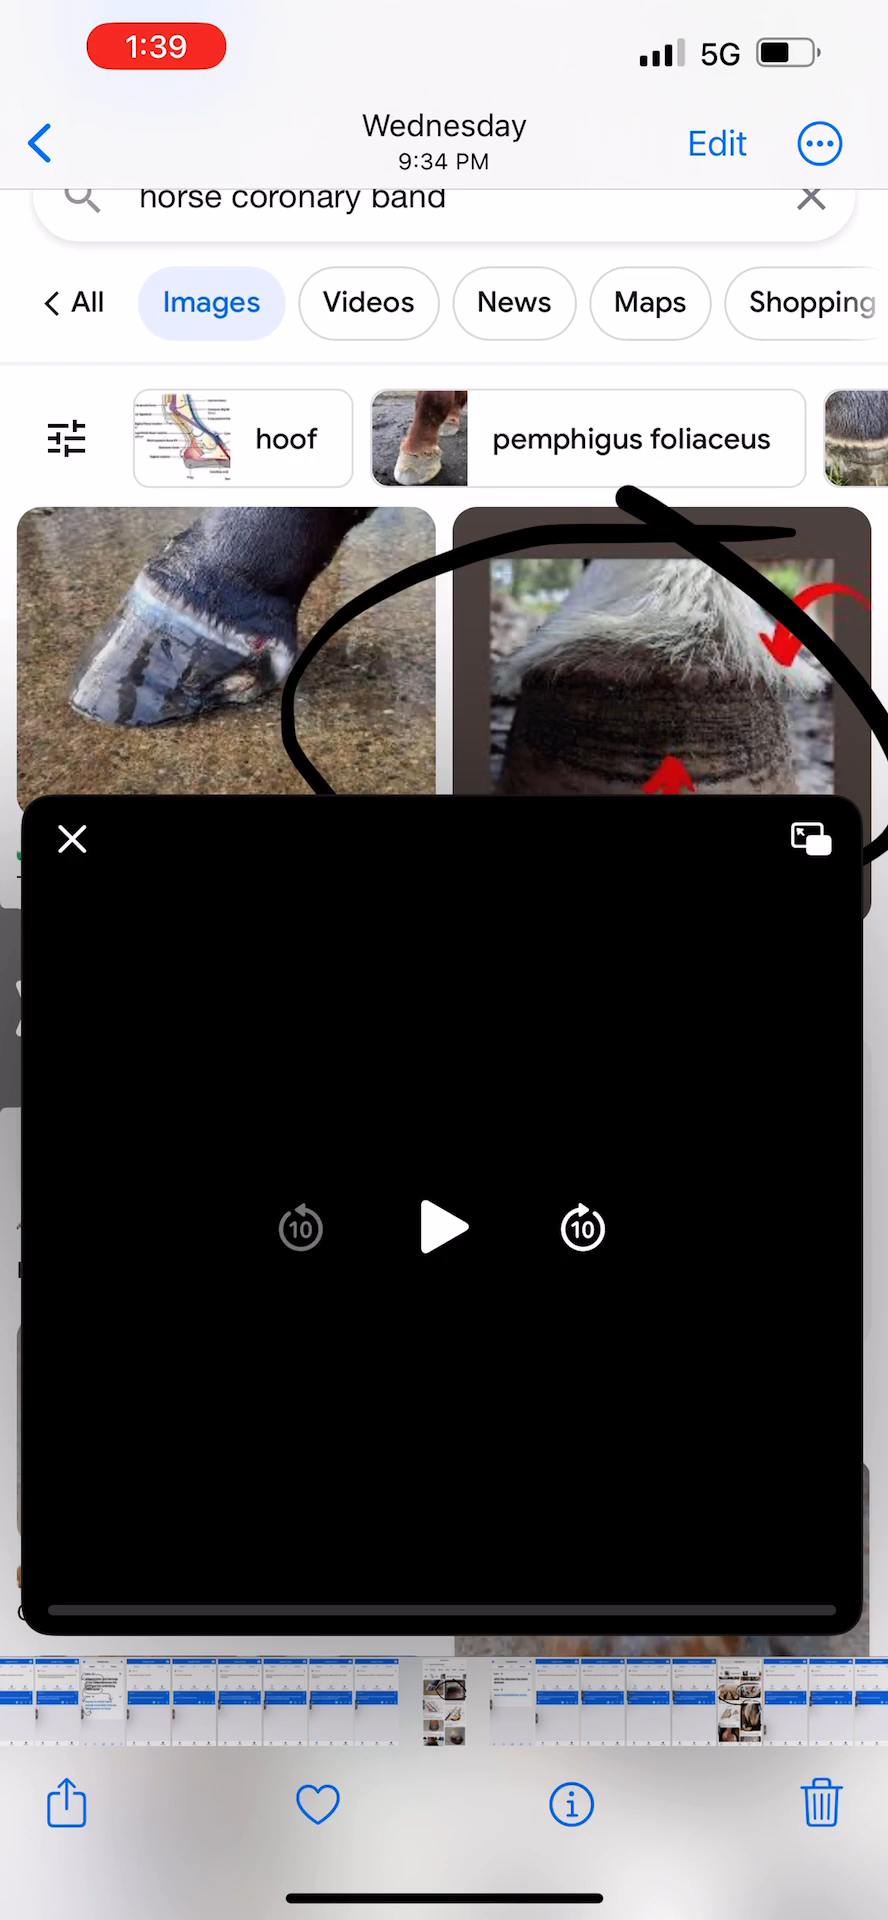 1:39
5G
Wednesday
9:34 PM
Edit
horse coronary band
All
Images
Videos
News
Maps
Shopping
hoof
pemphigus foliaceus
10
10